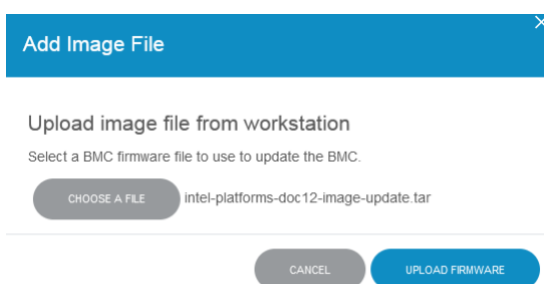 Add Image File
Upload image file from workstation
Select a BMC firmware file to use to update the BMC.
CHOOSE A FILE intel-platforms-doc12-image-update.tar
CANCEL UPLOAD FIRMWARE